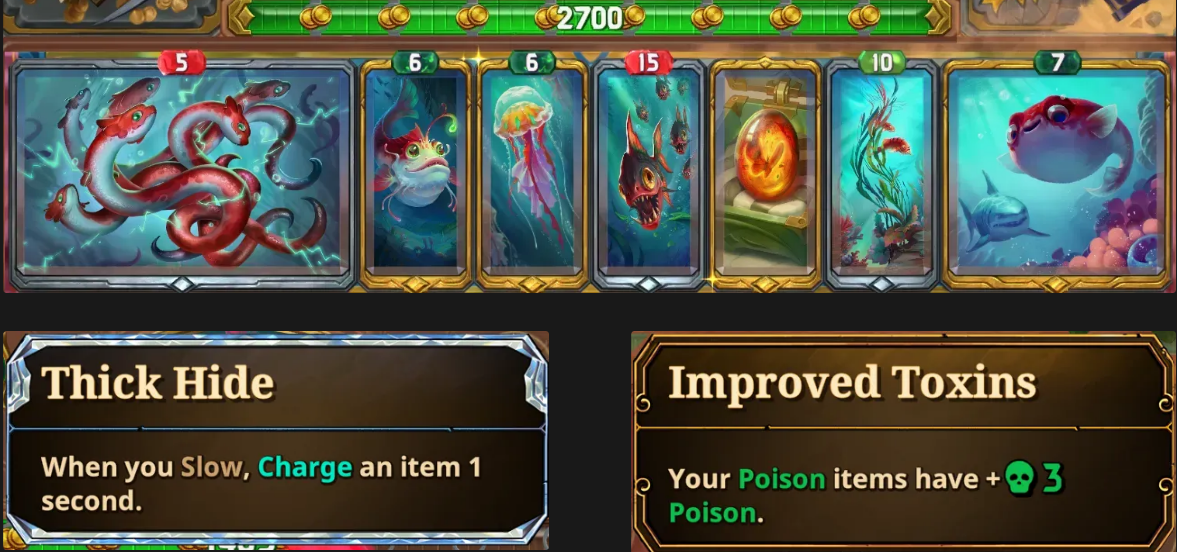 2700
5 6 6 15 10 7
Thick Hide
When you Slow, Charge an item 1
second.
Improved Toxins
Your Poison items have + 3
Poison.